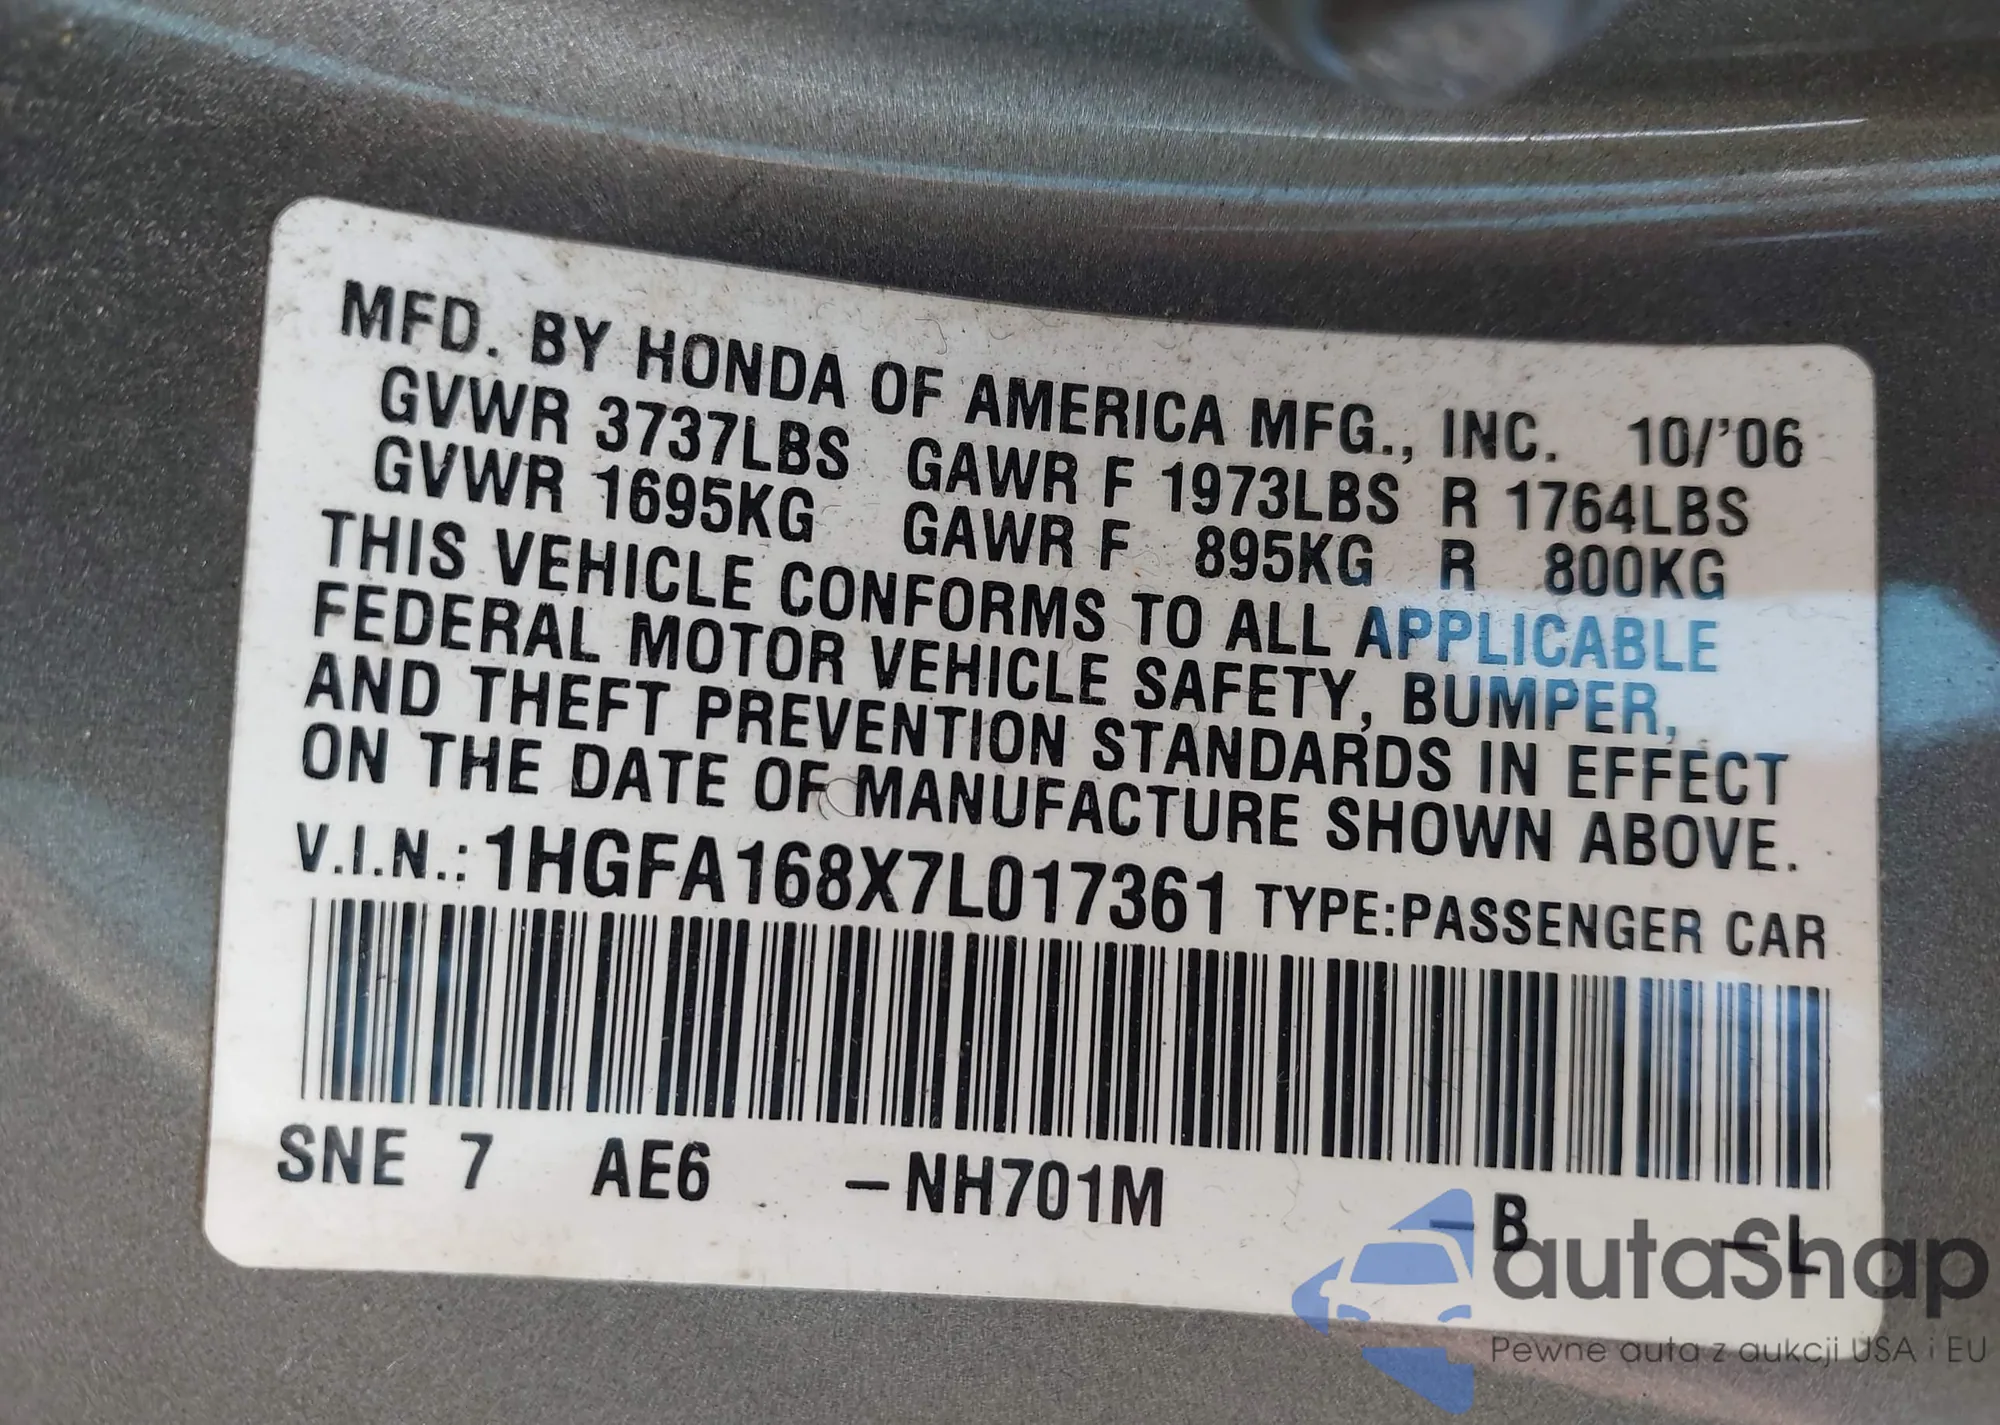 MFD. BY HONDA OF AMERICA MFG., INC. 10/'06
GVWR 3737LBS GAWR F 1973LBS R 1764LBS
GVWR 1695KG GAWR F 895KG R 800KG
THIS VEHICLE CONFORMS TO ALL APPLICABLE
FEDERAL MOTOR VEHICLE SAFETY, BUMPER,
AND THEFT PREVENTION STANDARDS IN EFFECT
ON THE DATE OF MANUFACTURE SHOWN ABOVE.
V.I.N.: 1HGFA168X7L017361 TYPE:PASSENGER CAR
SNE 7 AE6 –NH701M –B –L
autaShap
Pewne auta z aukcji USA i EU